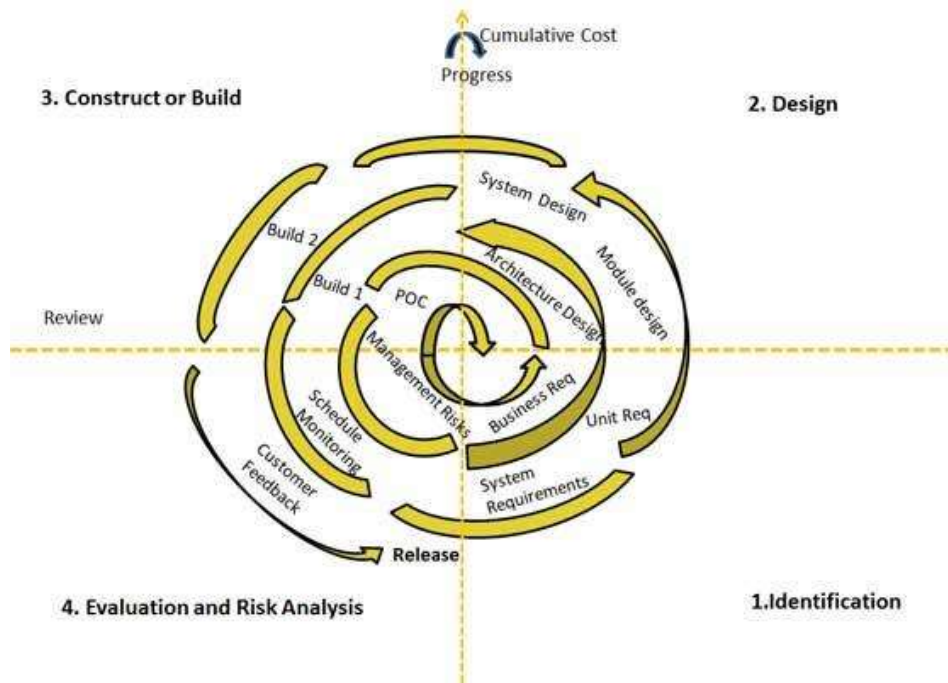 Cumulative Cost
Progress
3. Construct or Build
2. Design
System Design
Build 2
Module design
Architecture Design
Build 1
POC
Review
Management Risks
Business Req
Unit Req
Schedule
Monitoring
System
Requirements
Customer
Feedback
Release
4. Evaluation and Risk Analysis
1.Identification